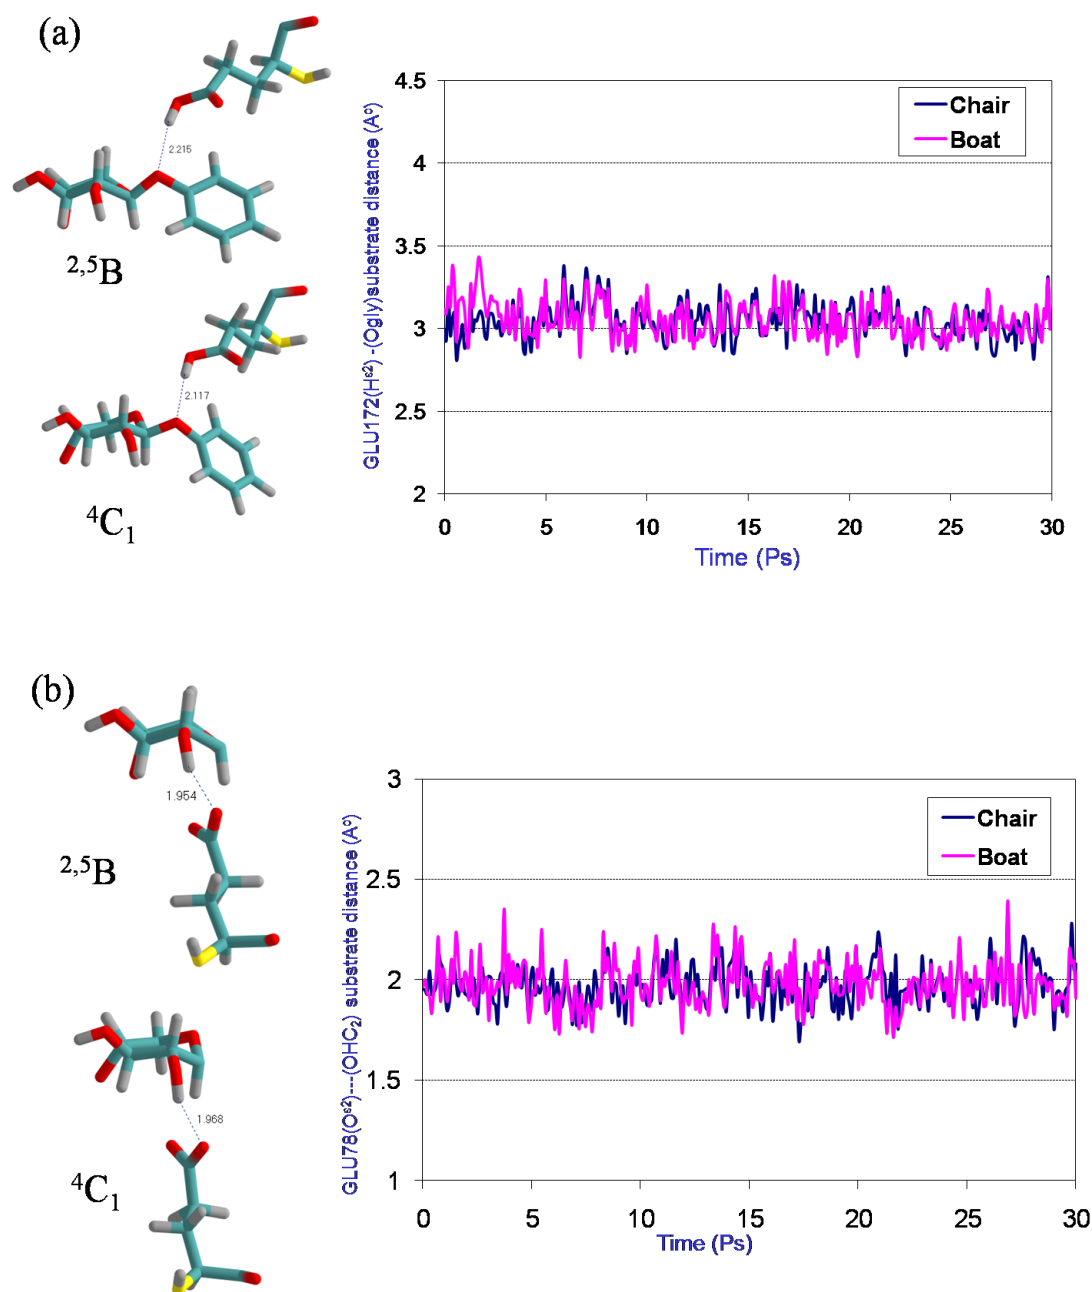 (a)
2.215
2,5B
2.117
4C1
GLU172(Hε2) -(Ogly)substrate distance (Aº)
4.5
4
3.5
3
2.5
2
Chair
Boat
0 5 10 15 20 25 30
Time (Ps)
(b)
1.954
2,5B
1.968
4C1
GLU78(Oε2)---(OHC2) substrate distance (Aº)
3
2.5
2
1.5
1
Chair
Boat
0 5 10 15 20 25 30
Time (Ps)